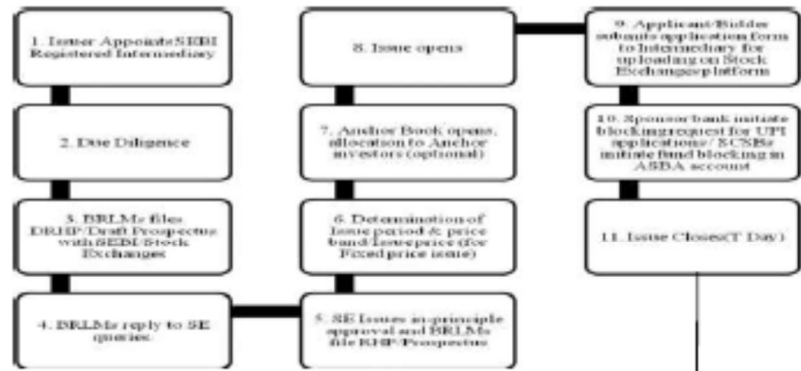 1. Issuer Appoints SEBI
Registered Intermediary
2. Due Diligence
3. BRLMs files
DRHP/Draft Prospectus
with SEBI/Stock
Exchanges
4. BRLMs reply to SE
queries.
5. SE Issues in-principle
approval and BRLMs
file RHP/Prospectus
6. Determination of
Issue period & price
band/Issue price (for
Fixed price issue)
7. Anchor Book opens,
allocation to Anchor
investors (optional)
8. Issue opens
9. Applicant/Bidder
submits application form
to Intermediary for
uploading on Stock
Exchanges platform
10. Sponsor bank initiate
blocking request for UPI
applications/ SCSBs
initiate fund blocking in
ASBA account
11. Issue Closes(T Day)